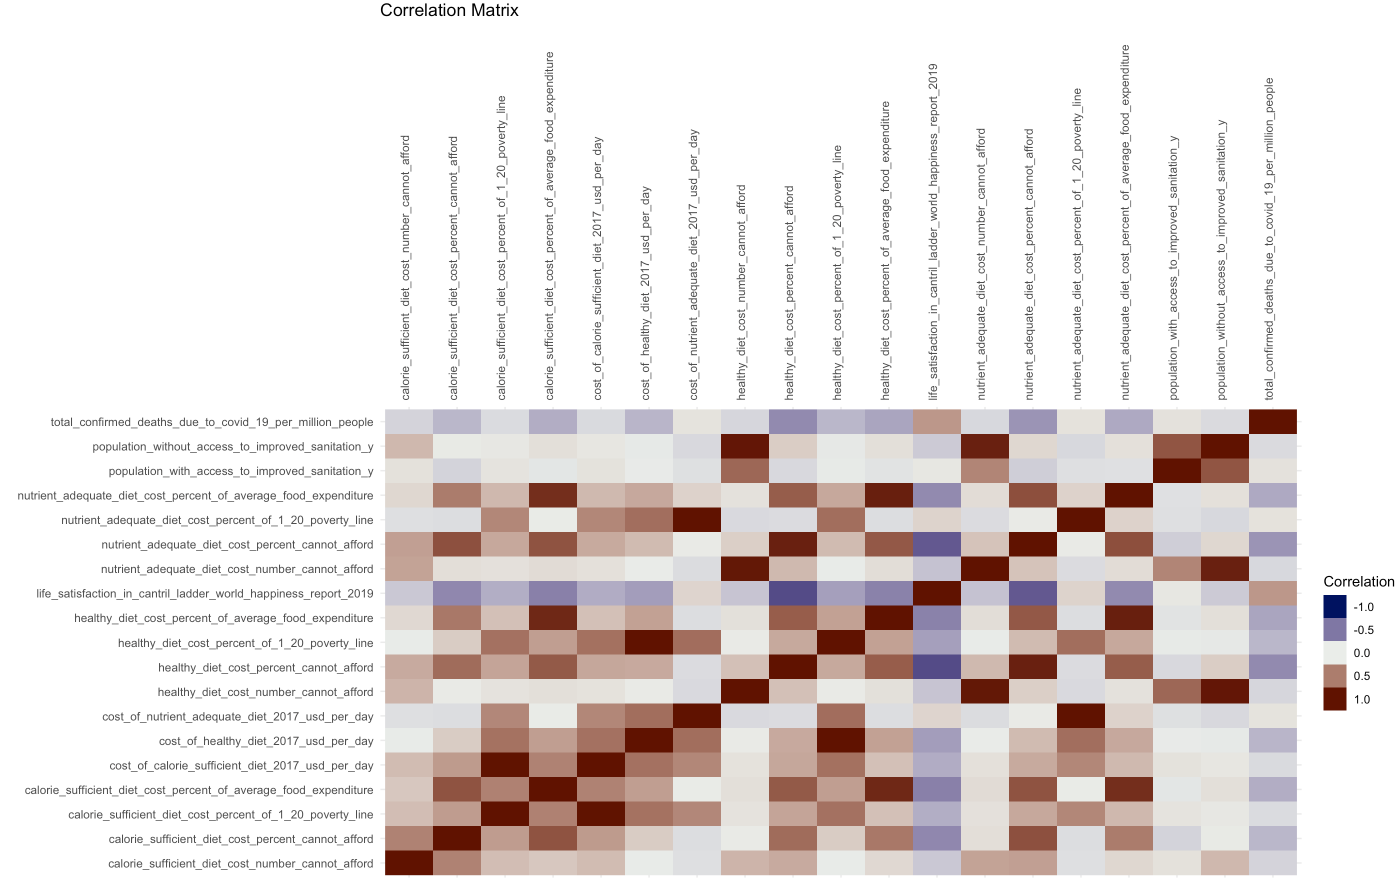 Correlation Matrix
calorie_sufficient_diet_cost_number_cannot_afford
calorie_sufficient_diet_cost_percent_cannot_afford
calorie_sufficient_diet_cost_percent_of_1_20_poverty_line
calorie_sufficient_diet_cost_percent_of_average_food_expenditure
cost_of_calorie_sufficient_diet_2017_usd_per_day
cost_of_healthy_diet_2017_usd_per_day
cost_of_nutrient_adequate_diet_2017_usd_per_day
healthy_diet_cost_number_cannot_afford
healthy_diet_cost_percent_cannot_afford
healthy_diet_cost_percent_of_1_20_poverty_line
healthy_diet_cost_percent_of_average_food_expenditure
life_satisfaction_in_cantril_ladder_world_happiness_report_2019
nutrient_adequate_diet_cost_number_cannot_afford
nutrient_adequate_diet_cost_percent_cannot_afford
nutrient_adequate_diet_cost_percent_of_1_20_poverty_line
nutrient_adequate_diet_cost_percent_of_average_food_expenditure
population_with_access_to_improved_sanitation_y
population_without_access_to_improved_sanitation_y
total_confirmed_deaths_due_to_covid_19_per_million_people
total_confirmed_deaths_due_to_covid_19_per_million_people
population_without_access_to_improved_sanitation_y
population_with_access_to_improved_sanitation_y
nutrient_adequate_diet_cost_percent_of_average_food_expenditure
nutrient_adequate_diet_cost_percent_of_1_20_poverty_line
nutrient_adequate_diet_cost_percent_cannot_afford
nutrient_adequate_diet_cost_number_cannot_afford
life_satisfaction_in_cantril_ladder_world_happiness_report_2019
healthy_diet_cost_percent_of_average_food_expenditure
healthy_diet_cost_percent_of_1_20_poverty_line
healthy_diet_cost_percent_cannot_afford
healthy_diet_cost_number_cannot_afford
cost_of_nutrient_adequate_diet_2017_usd_per_day
cost_of_healthy_diet_2017_usd_per_day
cost_of_calorie_sufficient_diet_2017_usd_per_day
calorie_sufficient_diet_cost_percent_of_average_food_expenditure
calorie_sufficient_diet_cost_percent_of_1_20_poverty_line
calorie_sufficient_diet_cost_percent_cannot_afford
calorie_sufficient_diet_cost_number_cannot_afford
Correlation
-1.0
-0.5
0.0
0.5
1.0